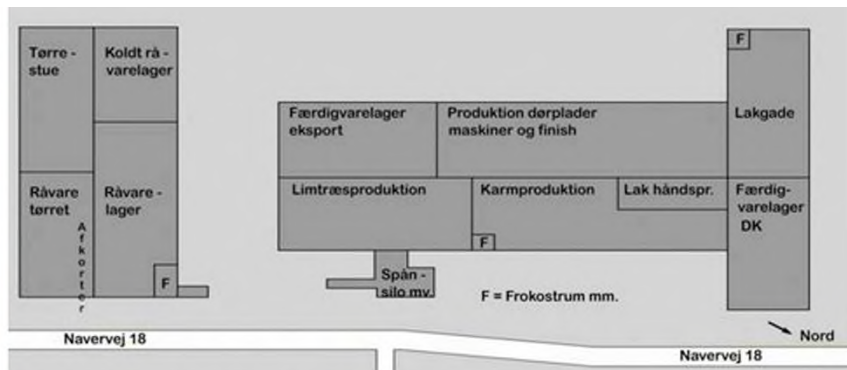 Tørre -
stue
Koldt rå -
varelager
Råvare
tørret
Råvare -
lager
Afkorter
F
Færdigvarelager
eksport
Produktion dørplader
maskiner og finish
F
Lakgade
Limtræsproduktion
Karmproduktion
Lak håndspr.
Færdig-
varelager
DK
F
Spån -
silo mv.
F = Frokostrum mm.
Nord
Navervej 18
Navervej 18